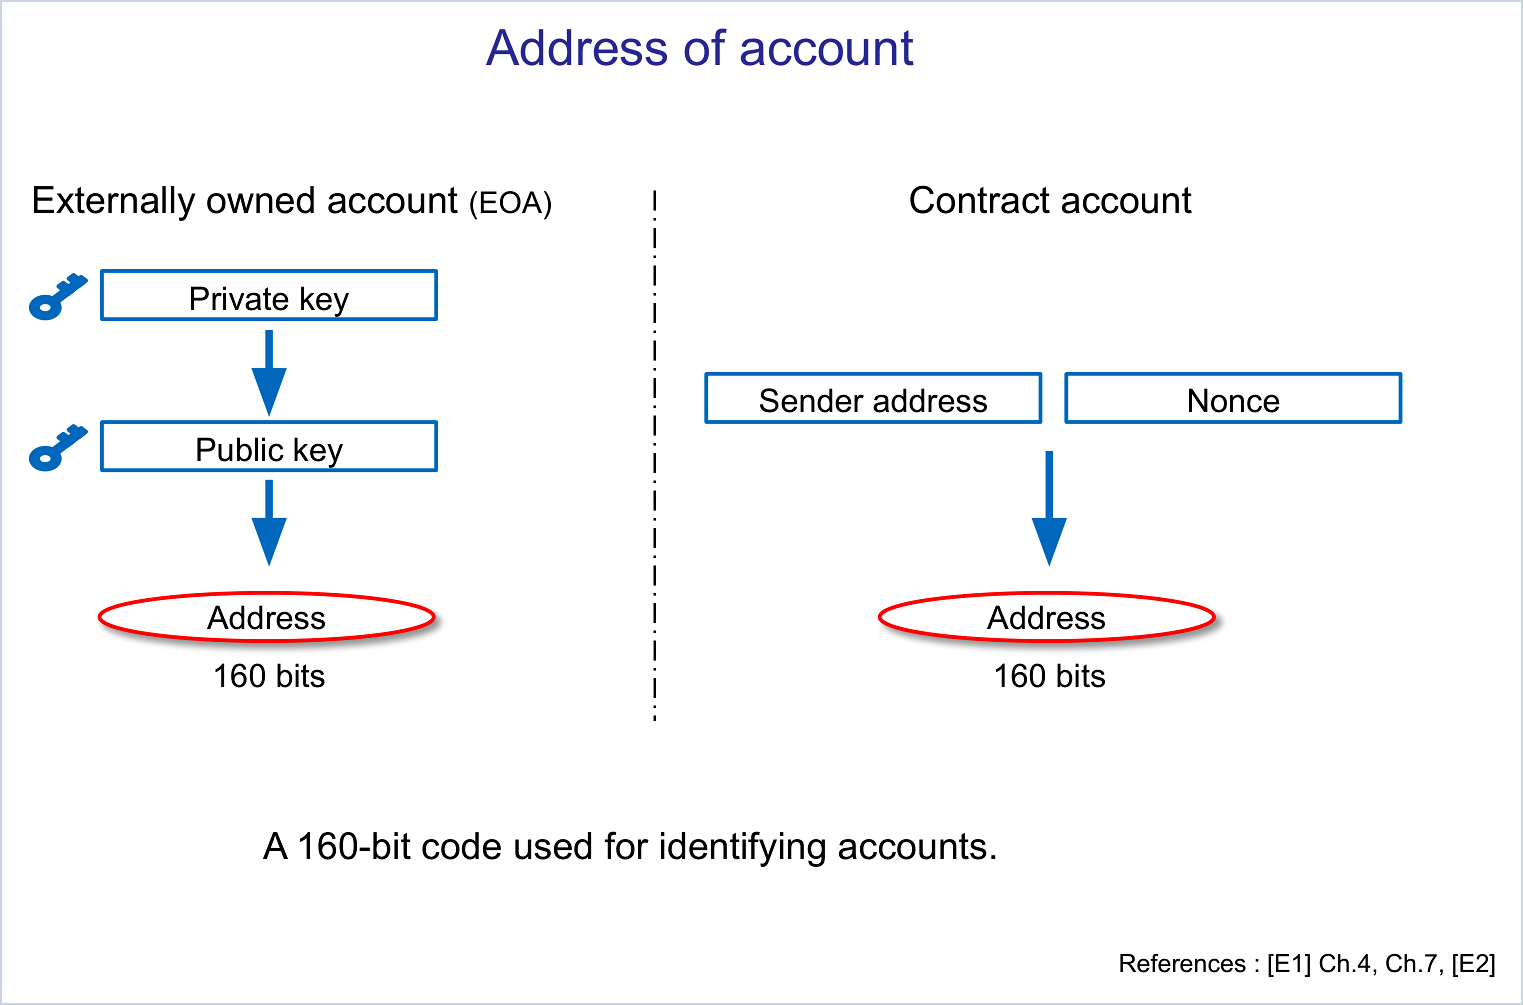 Address of account
Externally owned account (EOA)
Private key
Public key
Address
160 bits
Contract account
Sender address
Nonce
Address
160 bits
A 160-bit code used for identifying accounts.
References : [E1] Ch.4, Ch.7, [E2]